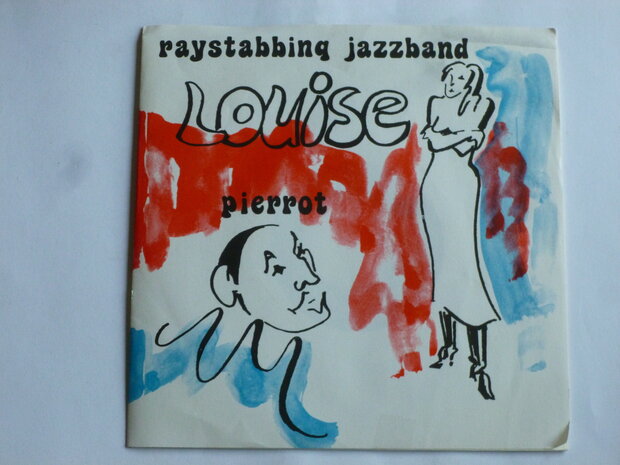 raystabbing jazzband
Louise
pierrot